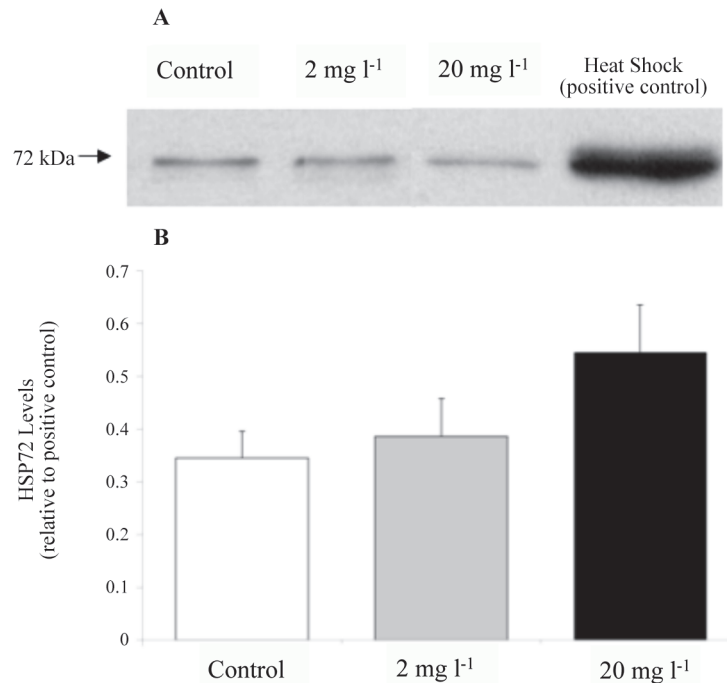 A
Control
2 mg l-1
20 mg l-1
Heat Shock
(positive control)
72 kDa
B
HSP72 Levels
(relative to positive control)
0.7
0.6
0.5
0.4
0.3
0.2
0.1
0
Control
2 mg l-1
20 mg l-1